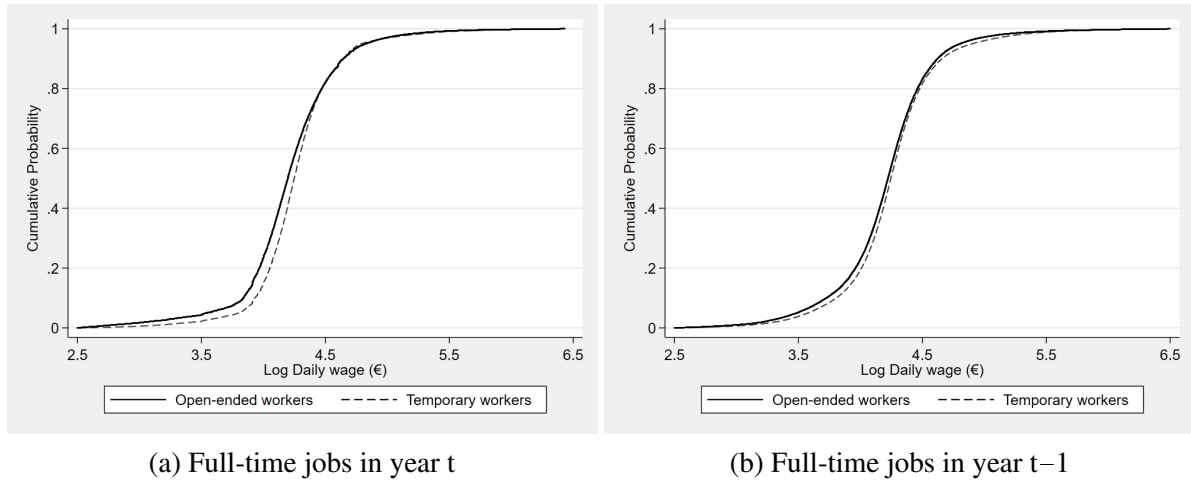 1
.8
.6
.4
.2
0
Cumulative Probability
2.5 3.5 4.5 5.5 6.5
Log Daily wage (€)
Open-ended workers Temporary workers
(a) Full-time jobs in year t
1
.8
.6
.4
.2
0
Cumulative Probability
2.5 3.5 4.5 5.5 6.5
Log Daily wage (€)
Open-ended workers Temporary workers
(b) Full-time jobs in year t−1